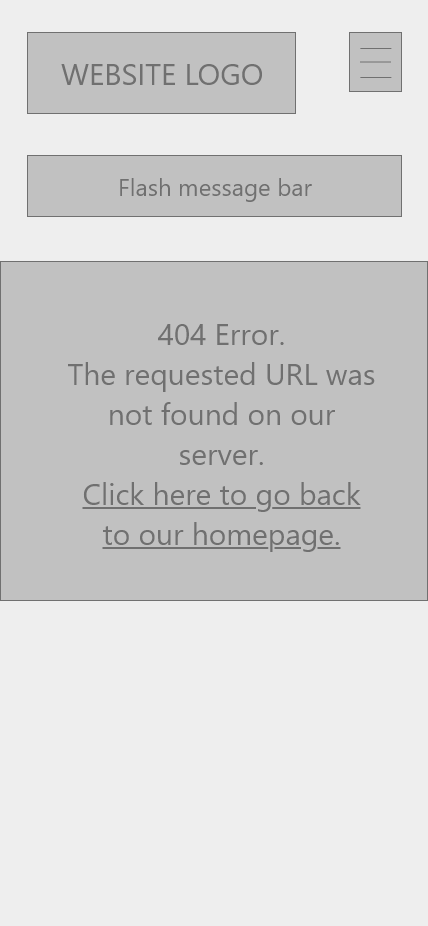 WEBSITE LOGO
Flash message bar
404 Error.
The requested URL was
not found on our
server.
Click here to go back
to our homepage.